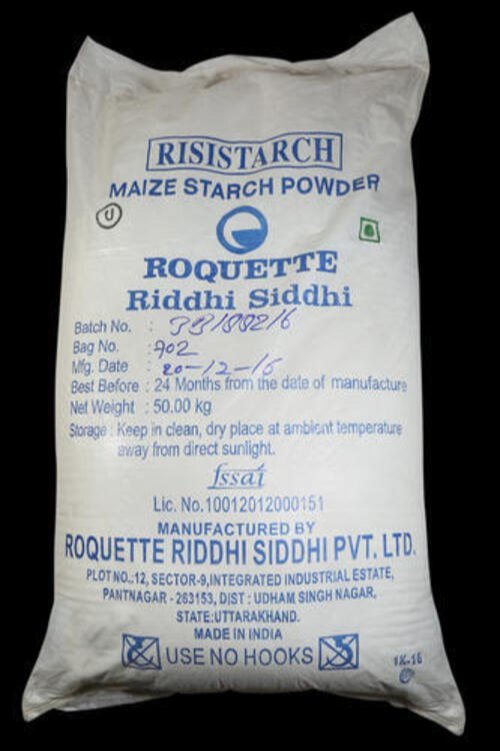 RISISTARCH
MAIZE STARCH POWDER
U
ROQUETTE
Riddhi Siddhi
Batch No. :
Bag No. : 702
Mfg. Date : 20-12-16
Best Before : 24 Months from the date of manufacture
Net Weight : 50.00 kg
Storage : Keep in clean, dry place at ambient temperature
away from direct sunlight.
fssai
Lic. No.10012012000151
MANUFACTURED BY
ROQUETTE RIDDHI SIDDHI PVT. LTD.
PLOT NO.,12, SECTOR-9,INTEGRATED INDUSTRIAL ESTATE,
PANTNAGAR - 263153, DIST : UDHAM SINGH NAGAR,
STATE:UTTARAKHAND.
MADE IN INDIA
USE NO HOOKS